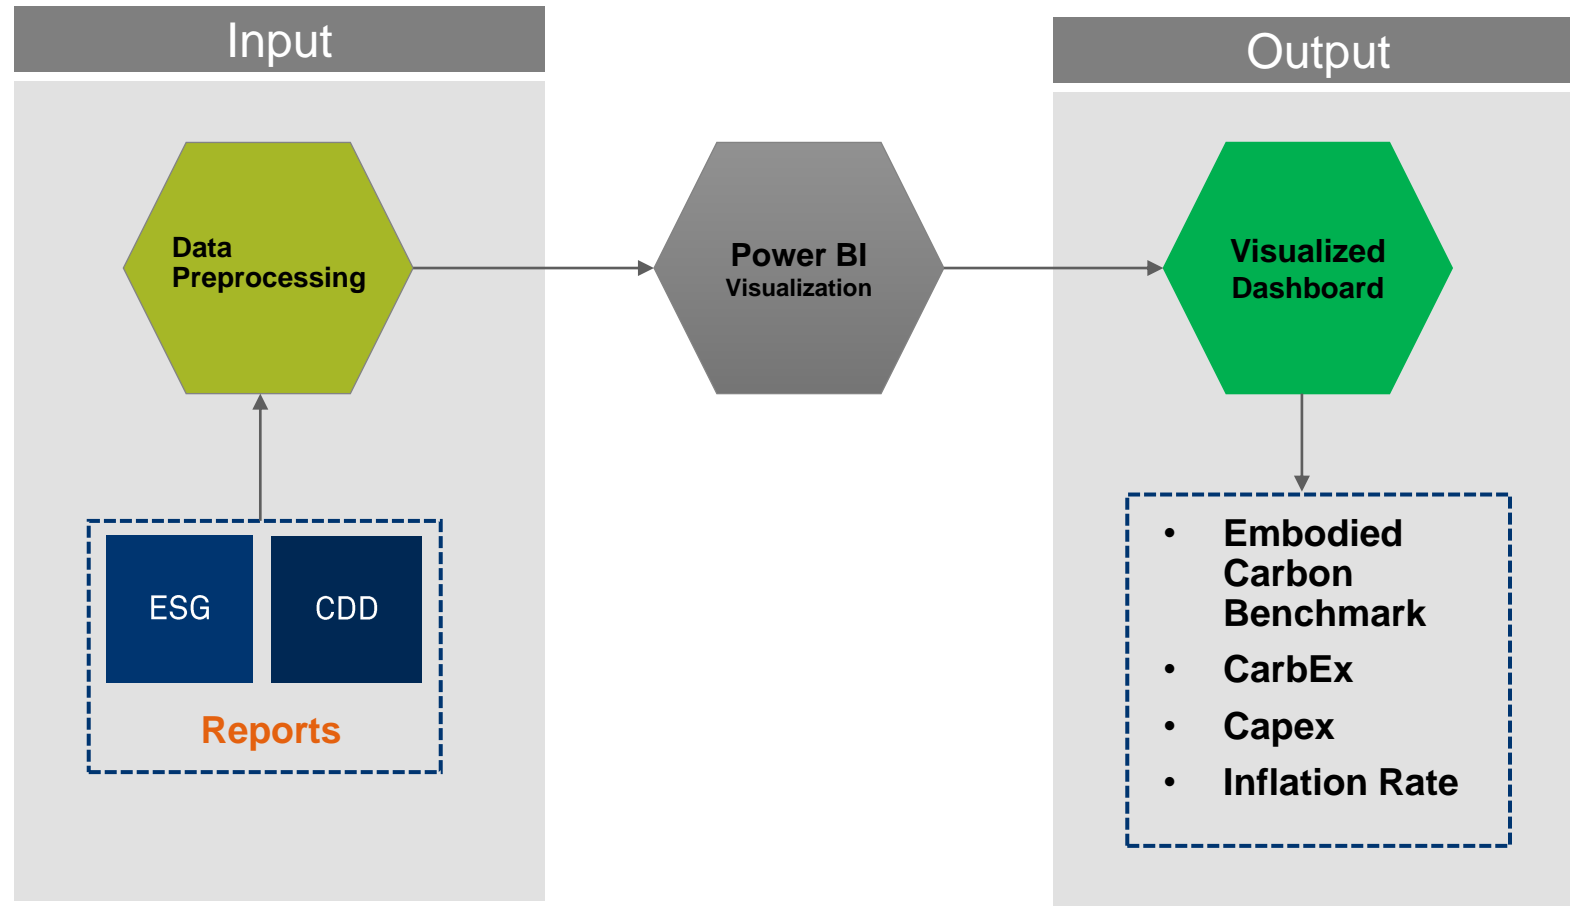 Input
Output
Data
Preprocessing
Power BI
Visualization
Visualized
Dashboard
ESG
CDD
Reports
• Embodied
Carbon
Benchmark
• CarbEx
• Capex
• Inflation Rate